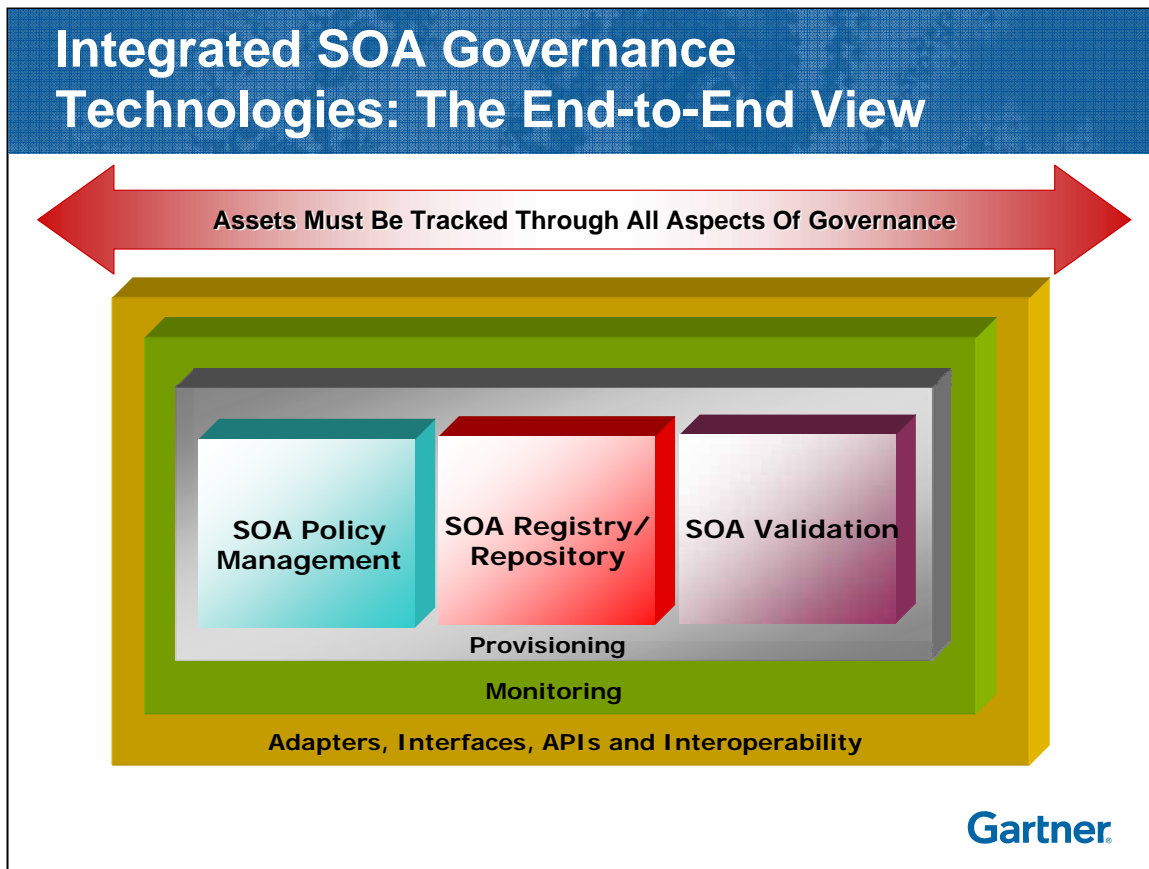 Integrated SOA Governance
Technologies: The End-to-End View
Assets Must Be Tracked Through All Aspects Of Governance
SOA Policy
Management
SOA Registry/
Repository
SOA Validation
Provisioning
Monitoring
Adapters, Interfaces, APIs and Interoperability
Gartner®